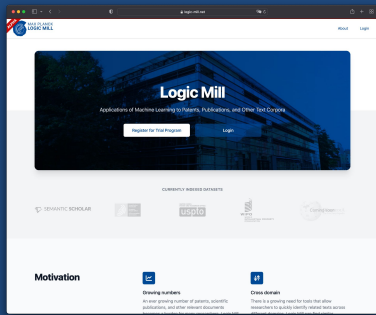 logic-mill.net
MAX PLANCK
LOGIC MILL
About
Login
Logic Mill
Applications of Machine Learning to Patents, Publications, and Other Text Corpora
Register for Trial Program
Login
CURRENTLY INDEXED DATASETS
SEMANTIC SCHOLAR
uspto
Motivation
Growing numbers
An ever growing number of patents, scientific
publications, and other relevant documents
Cross domain
There is a growing need for tools that allow
researchers to quickly identify related texts across